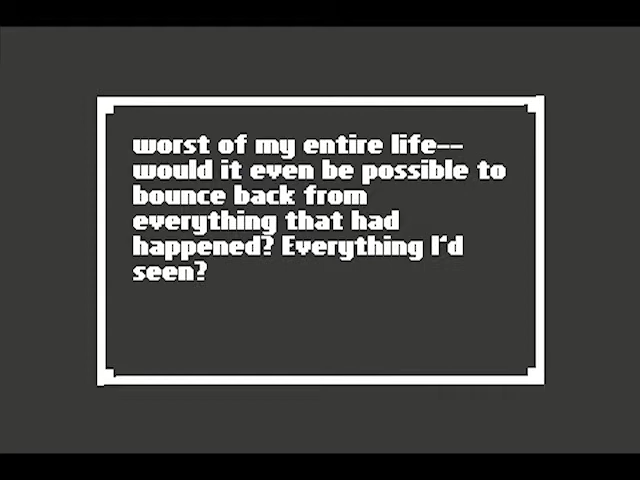 worst of my entire life--
would it even be possible to
bounce back from
everything that had
happened? Everything I'd
seen?